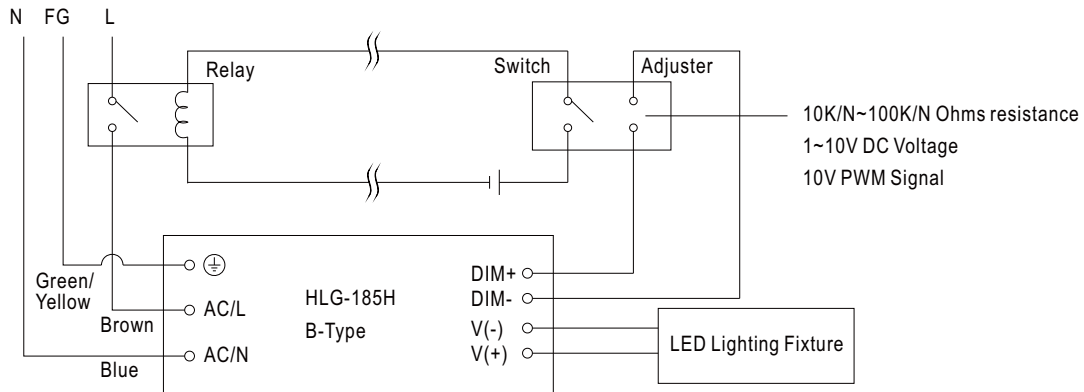 N FG L
Relay
Switch
Adjuster
10K/N~100K/N Ohms resistance
1~10V DC Voltage
10V PWM Signal
Green/
Yellow
Brown
Blue
AC/L
AC/N
HLG-185H
B-Type
DIM+
DIM-
V(-)
V(+)
LED Lighting Fixture